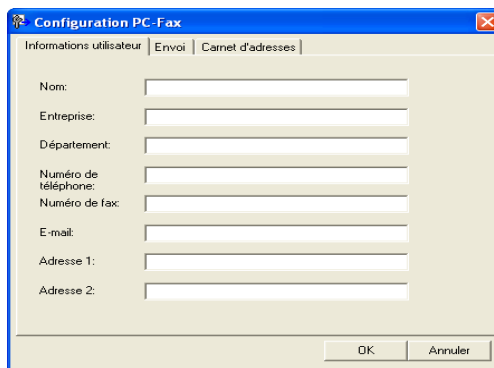 Configuration PC-Fax
Informations utilisateur Envoi Carnet d'adresses
Nom:
Entreprise:
Département:
Numéro de
téléphone:
Numéro de fax:
E-mail:
Adresse 1:
Adresse 2:
OK Annuler